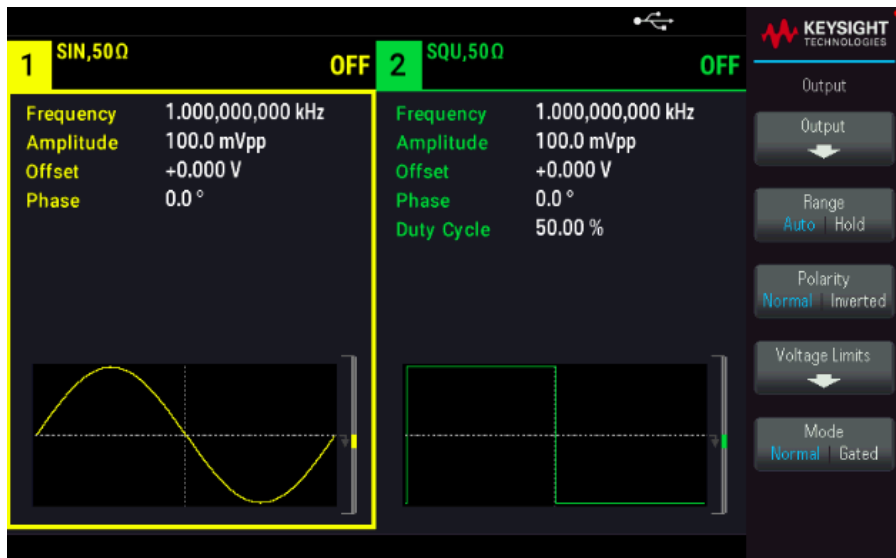 KEYSIGHT
TECHNOLOGIES
1 SIN,50Ω OFF
2 SQU,50Ω OFF
Frequency 1.000,000,000 kHz
Amplitude 100.0 mVpp
Offset +0.000 V
Phase 0.0 °
Frequency 1.000,000,000 kHz
Amplitude 100.0 mVpp
Offset +0.000 V
Phase 0.0 °
Duty Cycle 50.00 %
Output
Output
Range
Auto | Hold
Polarity
Normal | Inverted
Voltage Limits
Mode
Normal | Gated